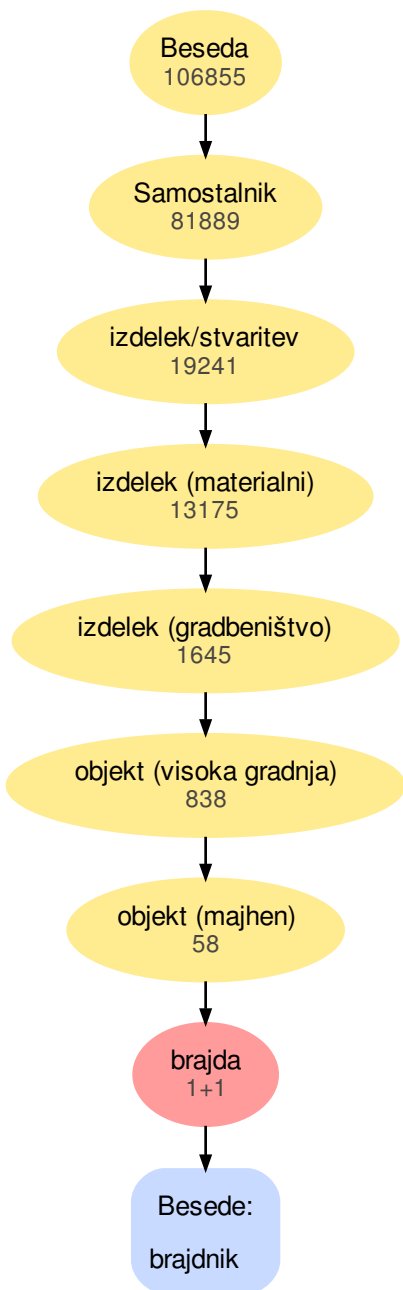 Beseda
106855
Samostalnik
81889
izdelek/stvaritev
19241
izdelek (materialni)
13175
izdelek (gradbeništvo)
1645
objekt (visoka gradnja)
838
objekt (majhen)
58
brajda
1+1
Besede:
brajdnik